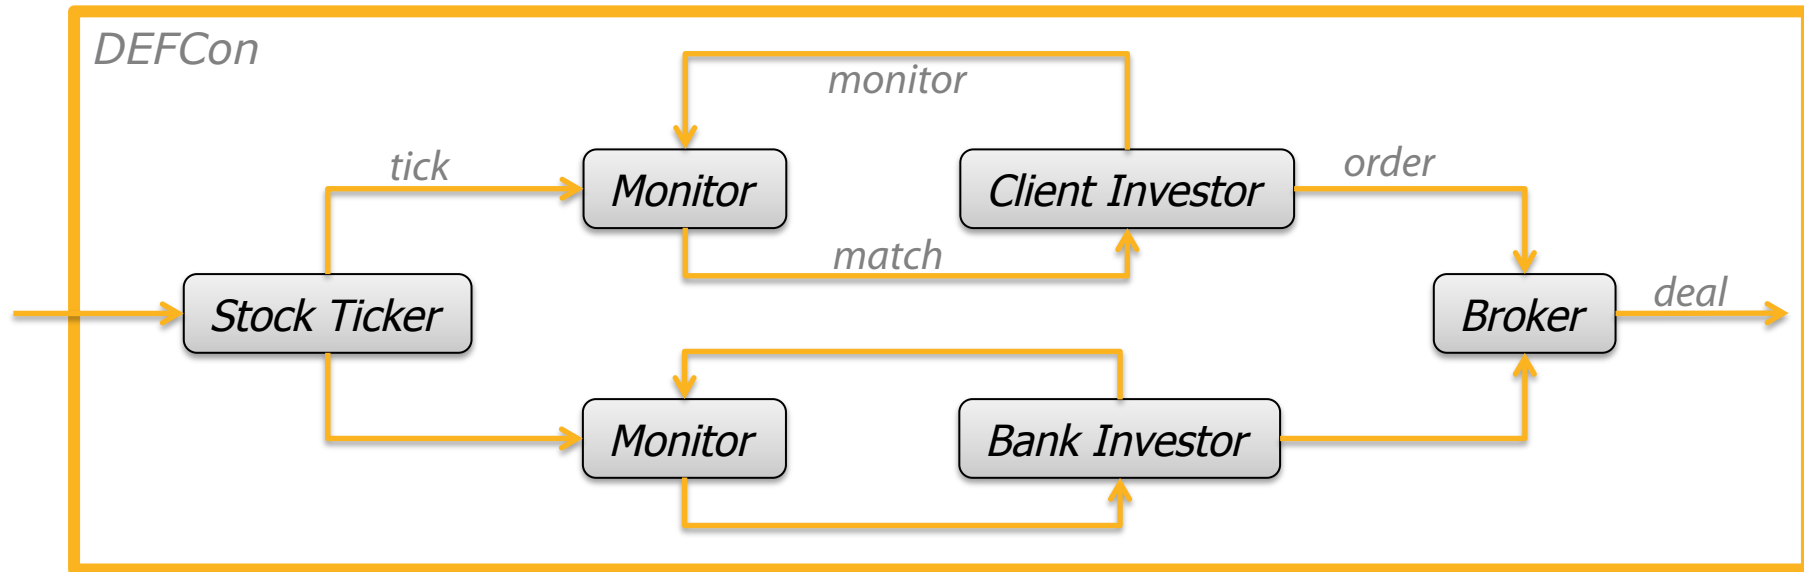 DEFCon
monitor
tick
order
Monitor
Client Investor
match
Stock Ticker
Broker
deal
Monitor
Bank Investor